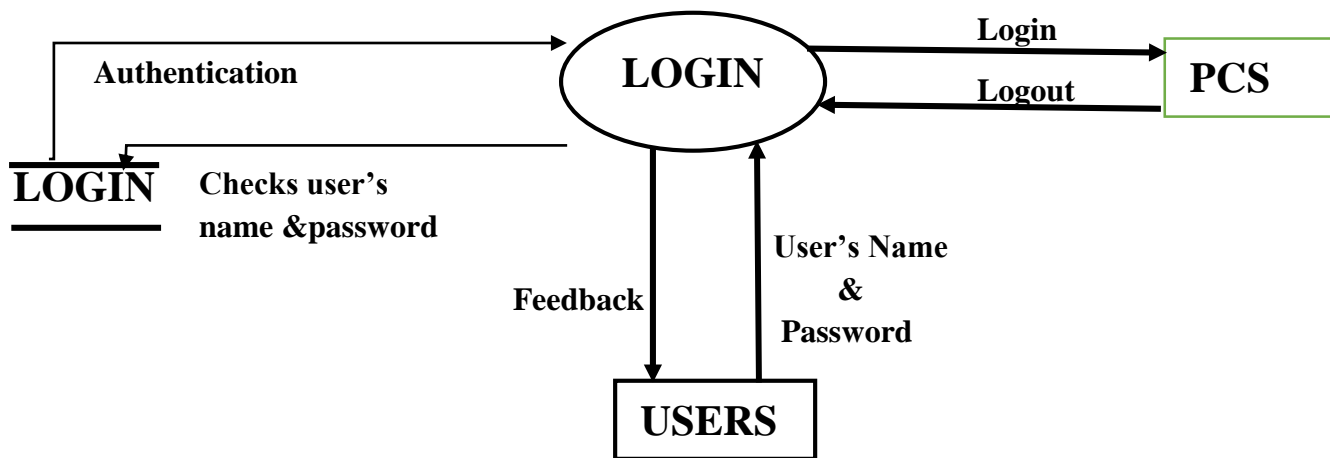 Login
LOGIN
PCS
Authentication
Logout
LOGIN
Checks user’s
name &password
User’s Name
&
Password
Feedback
USERS